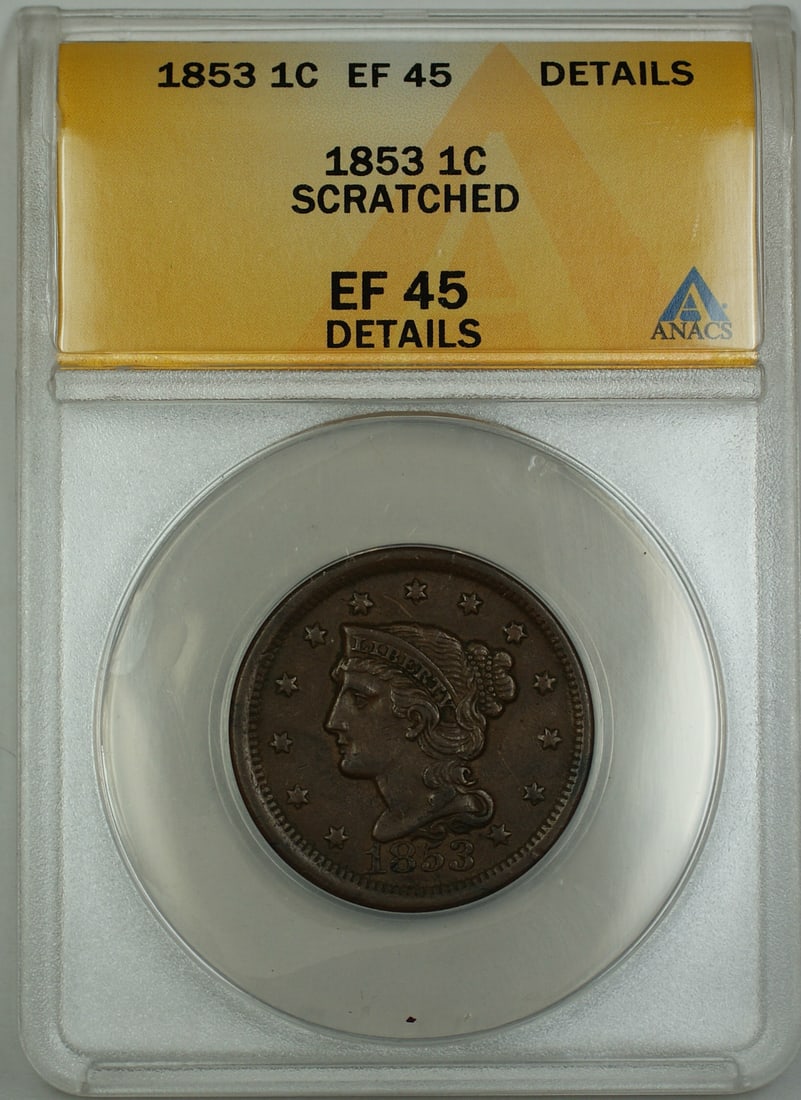 1853 1C EF 45 DETAILS
1853 1C
SCRATCHED
EF 45
DETAILS
ANACS
LIBERTY
1853